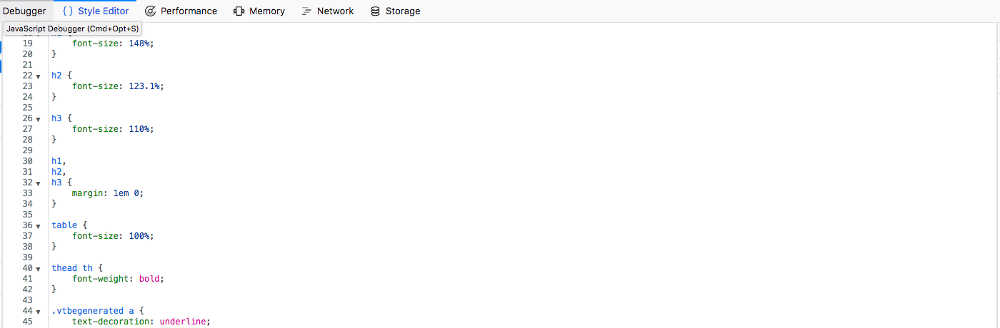 Debugger {} Style Editor Performance Memory Network Storage
JavaScript Debugger (Cmd+Opt+S)
19 font-size: 148%;
20 }
21
22 h2 {
23 font-size: 123.1%;
24 }
25
26 h3 {
27 font-size: 110%;
28 }
29
30 h1,
31 h2,
32 h3 {
33 margin: 1em 0;
34 }
35
36 table {
37 font-size: 100%;
38 }
39
40 thead th {
41 font-weight: bold;
42 }
43
44 .vtbegenerated a {
45 text-decoration: underline;